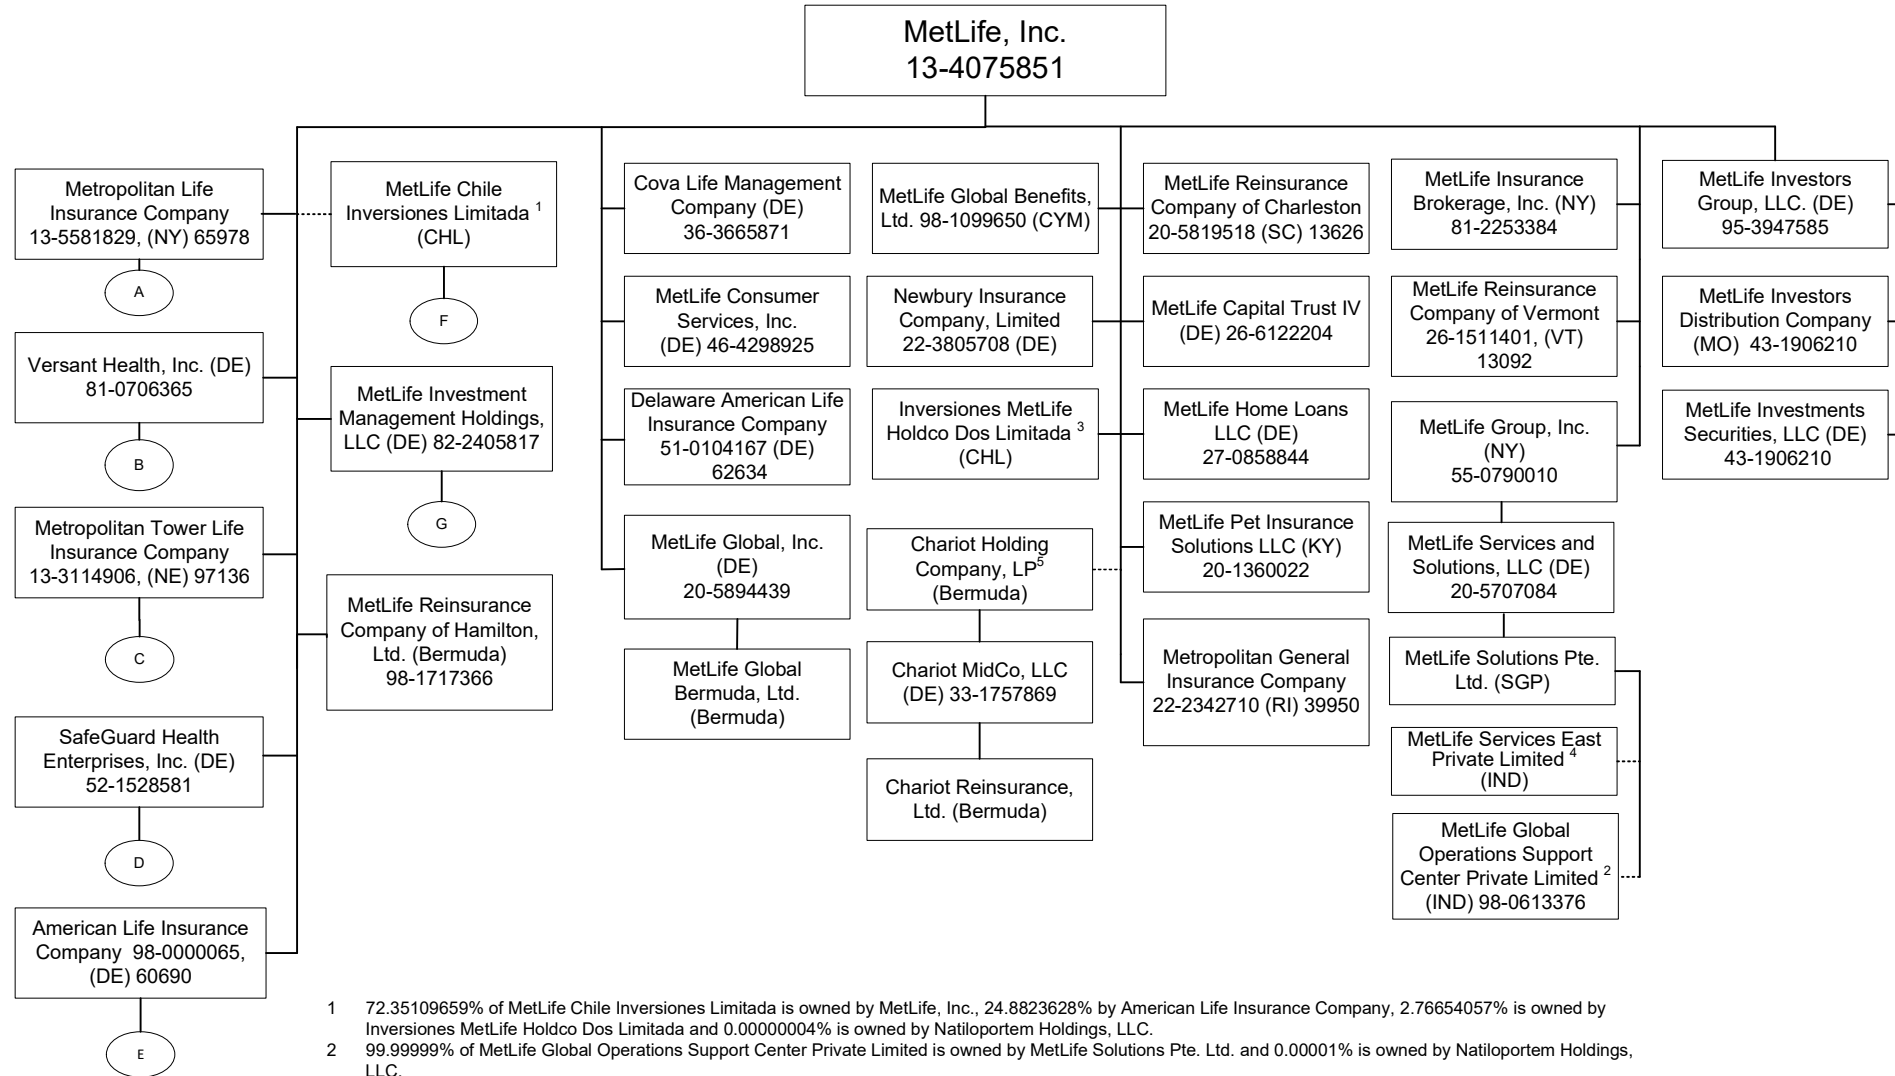 MetLife, Inc.
13-4075851
Metropolitan Life
Insurance Company
13-5581829, (NY) 65978
A
Versant Health, Inc. (DE)
81-0706365
B
Metropolitan Tower Life
Insurance Company
13-3114906, (NE) 97136
C
SafeGuard Health
Enterprises, Inc. (DE)
52-1528581
D
American Life Insurance
Company 98-0000065,
(DE) 60690
E
MetLife Chile
Inversiones Limitada 1
(CHL)
F
MetLife Investment
Management Holdings,
LLC (DE) 82-2405817
G
MetLife Reinsurance
Company of Hamilton,
Ltd. (Bermuda)
98-1717366
Cova Life Management
Company (DE)
36-3665871
MetLife Consumer
Services, Inc.
(DE) 46-4298925
Delaware American Life
Insurance Company
51-0104167 (DE)
62634
MetLife Global, Inc.
(DE)
20-5894439
MetLife Global
Bermuda, Ltd.
(Bermuda)
MetLife Global Benefits,
Ltd. 98-1099650 (CYM)
Newbury Insurance
Company, Limited
22-3805708 (DE)
Inversiones MetLife
Holdco Dos Limitada 3
(CHL)
Chariot Holding
Company, LP5
(Bermuda)
Chariot MidCo, LLC
(DE) 33-1757869
Chariot Reinsurance,
Ltd. (Bermuda)
MetLife Reinsurance
Company of Charleston
20-5819518 (SC) 13626
MetLife Capital Trust IV
(DE) 26-6122204
MetLife Home Loans
LLC (DE)
27-0858844
MetLife Pet Insurance
Solutions LLC (KY)
20-1360022
Metropolitan General
Insurance Company
22-2342710 (RI) 39950
MetLife Insurance
Brokerage, Inc. (NY)
81-2253384
MetLife Reinsurance
Company of Vermont
26-1511401, (VT)
13092
MetLife Group, Inc.
(NY)
55-0790010
MetLife Services and
Solutions, LLC (DE)
20-5707084
MetLife Solutions Pte.
Ltd. (SGP)
MetLife Services East
Private Limited 4
(IND)
MetLife Global
Operations Support
Center Private Limited 2
(IND) 98-0613376
MetLife Investors
Group, LLC. (DE)
95-3947585
MetLife Investors
Distribution Company
(MO) 43-1906210
MetLife Investments
Securities, LLC (DE)
43-1906210
1 72.35109659% of MetLife Chile Inversiones Limitada is owned by MetLife, Inc., 24.8823628% by American Life Insurance Company, 2.76654057% is owned by
Inversiones MetLife Holdco Dos Limitada and 0.00000004% is owned by Natiloportem Holdings, LLC.
2 99.99999% of MetLife Global Operations Support Center Private Limited is owned by MetLife Solutions Pte. Ltd. and 0.00001% is owned by Natiloportem Holdings,
LLC.